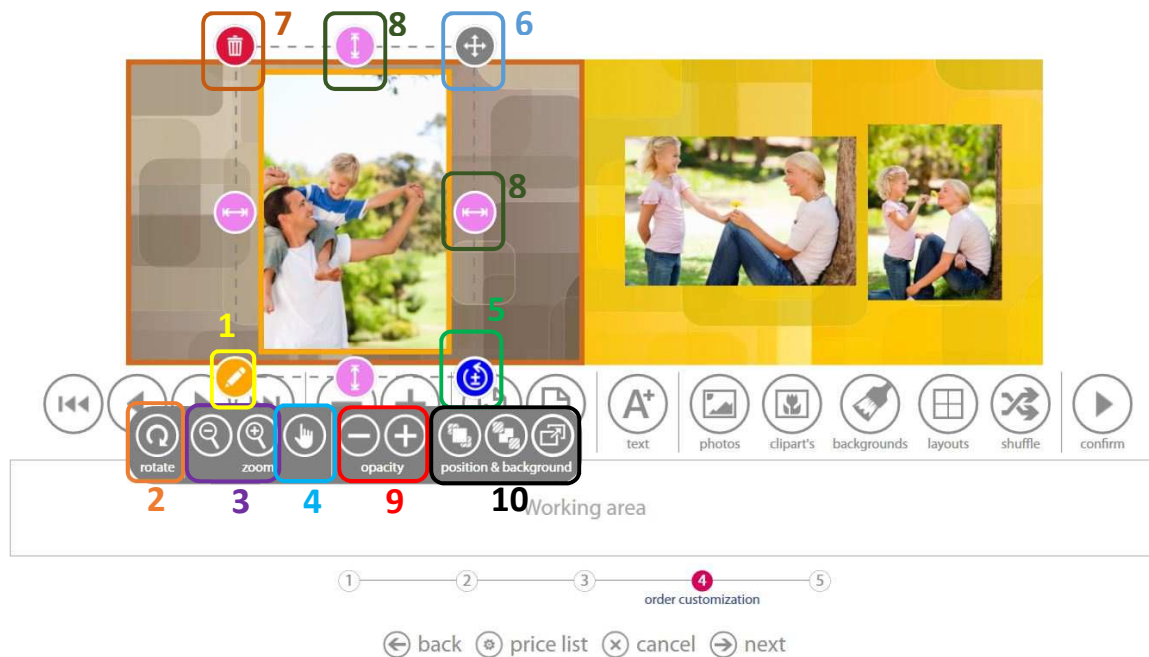 7
8
6
8
1
5
A+
text
photos
clipart's
backgrounds
layouts
shuffle
confirm
rotate
zoom
opacity
position & background
2
3
4
9
10
Working area
1
2
3
4
5
order customization
back
price list
cancel
next